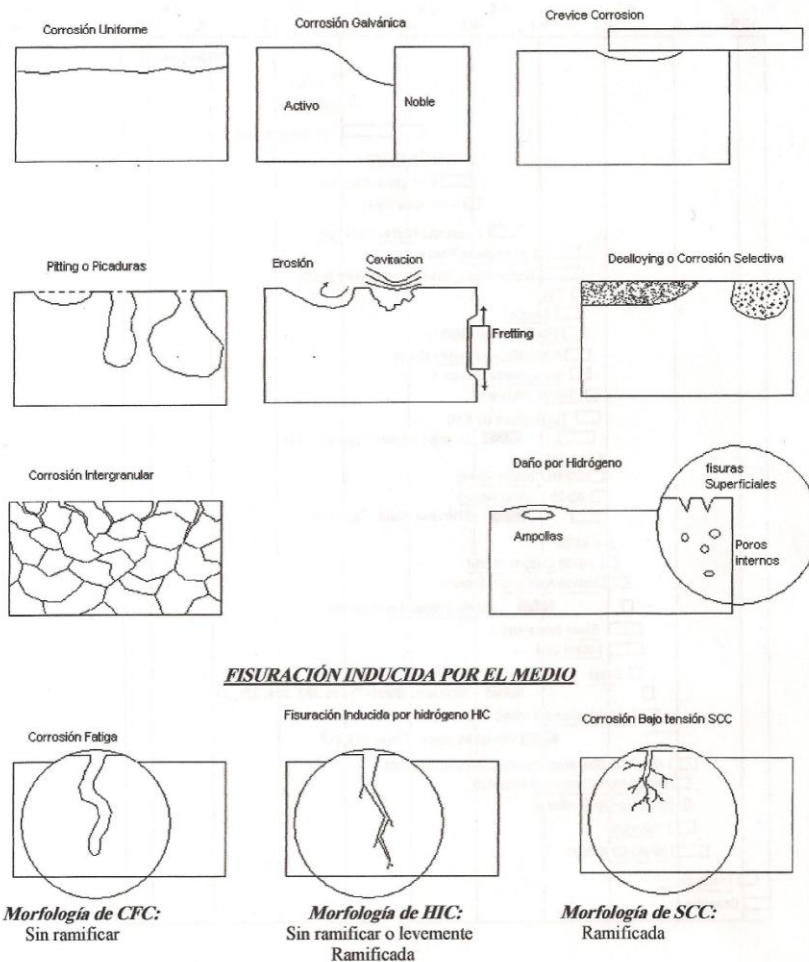 Corrosión Uniforme
Corrosión Galvánica
Crevice Corrosion
Activo
Noble
Pitting o Picaduras
Erosión
Cavitacion
Dealloying o Corrosión Selectiva
Fretting
Corrosión Intergranular
Daño por Hidrógeno
fisuras
Superficiales
Ampollas
Poros
internos
FISURACIÓN INDUCIDA POR EL MEDIO
Corrosión Fatiga
Fisuración Inducida por hidrógeno HIC
Corrosión Bajo tensión SCC
Morfología de CFC:
Sin ramificar
Morfología de HIC:
Sin ramificar o levemente
Ramificada
Morfología de SCC:
Ramificada